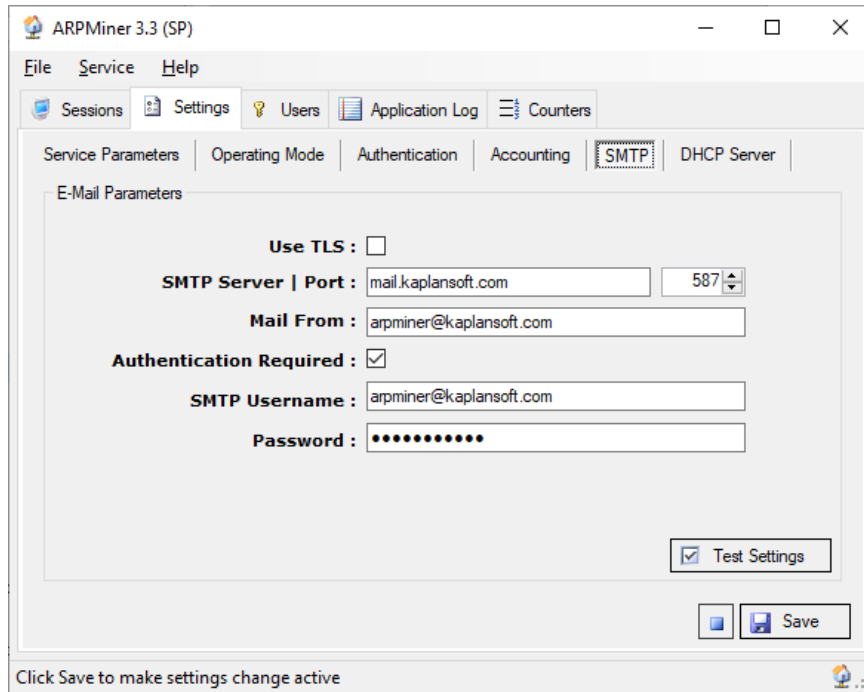 ARPMiner 3.3 (SP)
File Service Help
Sessions Settings Users Application Log Counters
Service Parameters Operating Mode Authentication Accounting SMTP DHCP Server
E-Mail Parameters
Use TLS :
SMTP Server | Port : mail.kaplansoft.com 587
Mail From : arpminer@kaplansoft.com
Authentication Required :
SMTP Username : arpminer@kaplansoft.com
Password : •••••••••••
Test Settings
Save
Click Save to make settings change active